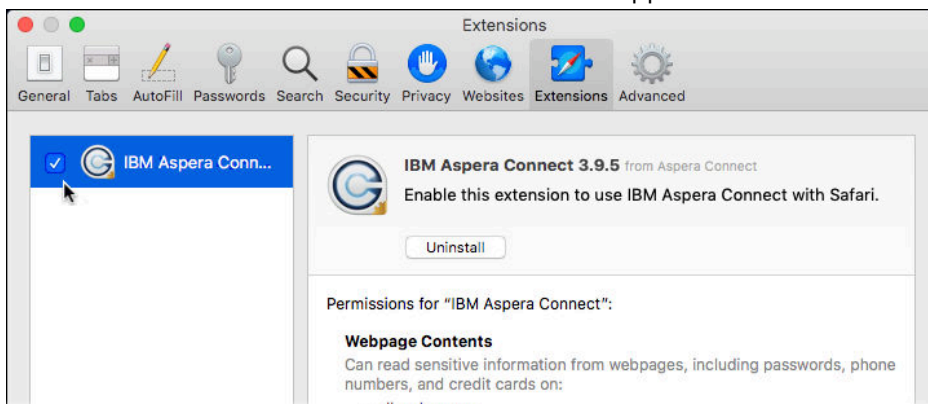 Extensions
General Tabs AutoFill Passwords Search Security Privacy Websites Extensions Advanced
IBM Aspera Conn...
IBM Aspera Connect 3.9.5 from Aspera Connect
Enable this extension to use IBM Aspera Connect with Safari.
Uninstall
Permissions for “IBM Aspera Connect”:
Webpage Contents
Can read sensitive information from webpages, including passwords, phone
numbers, and credit cards on: